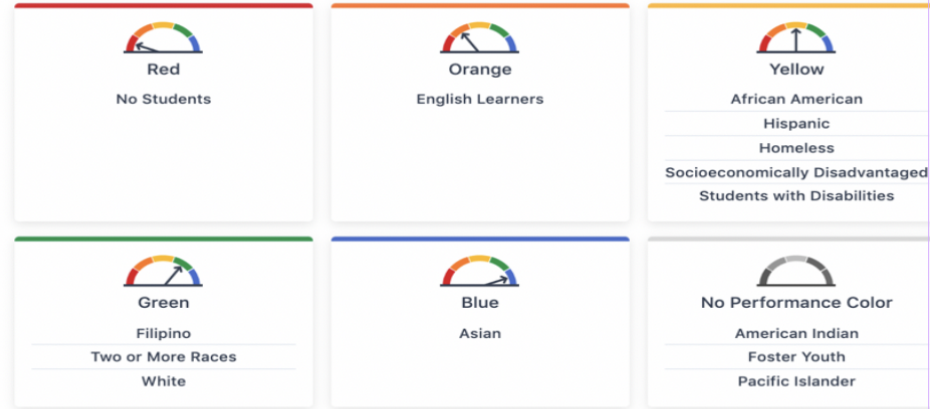 Red
No Students
Orange
English Learners
Yellow
African American
Hispanic
Homeless
Socioeconomically Disadvantaged
Students with Disabilities
Green
Filipino
Two or More Races
White
Blue
Asian
No Performance Color
American Indian
Foster Youth
Pacific Islander